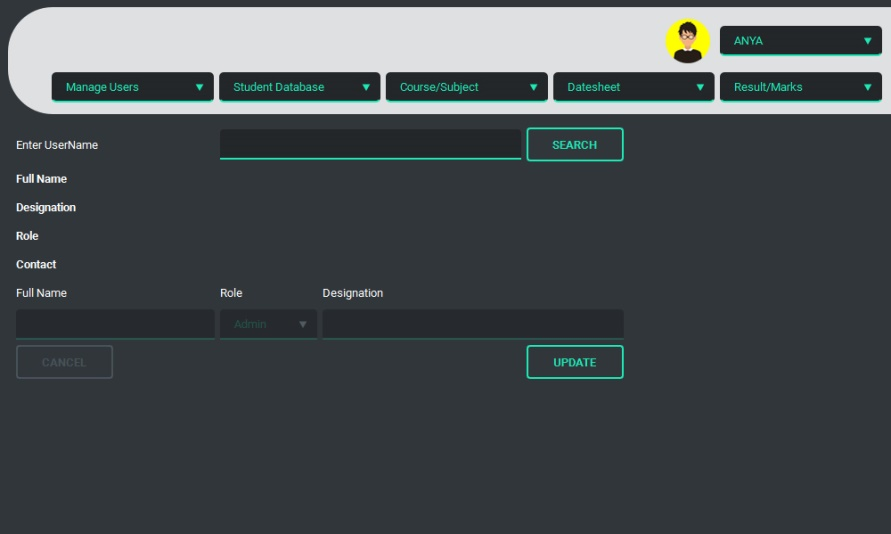 ANYA
Manage Users Student Database Course/Subject Datesheet Result/Marks
Enter UserName SEARCH
Full Name
Designation
Role
Contact
Full Name Role Designation
Admin
CANCEL UPDATE